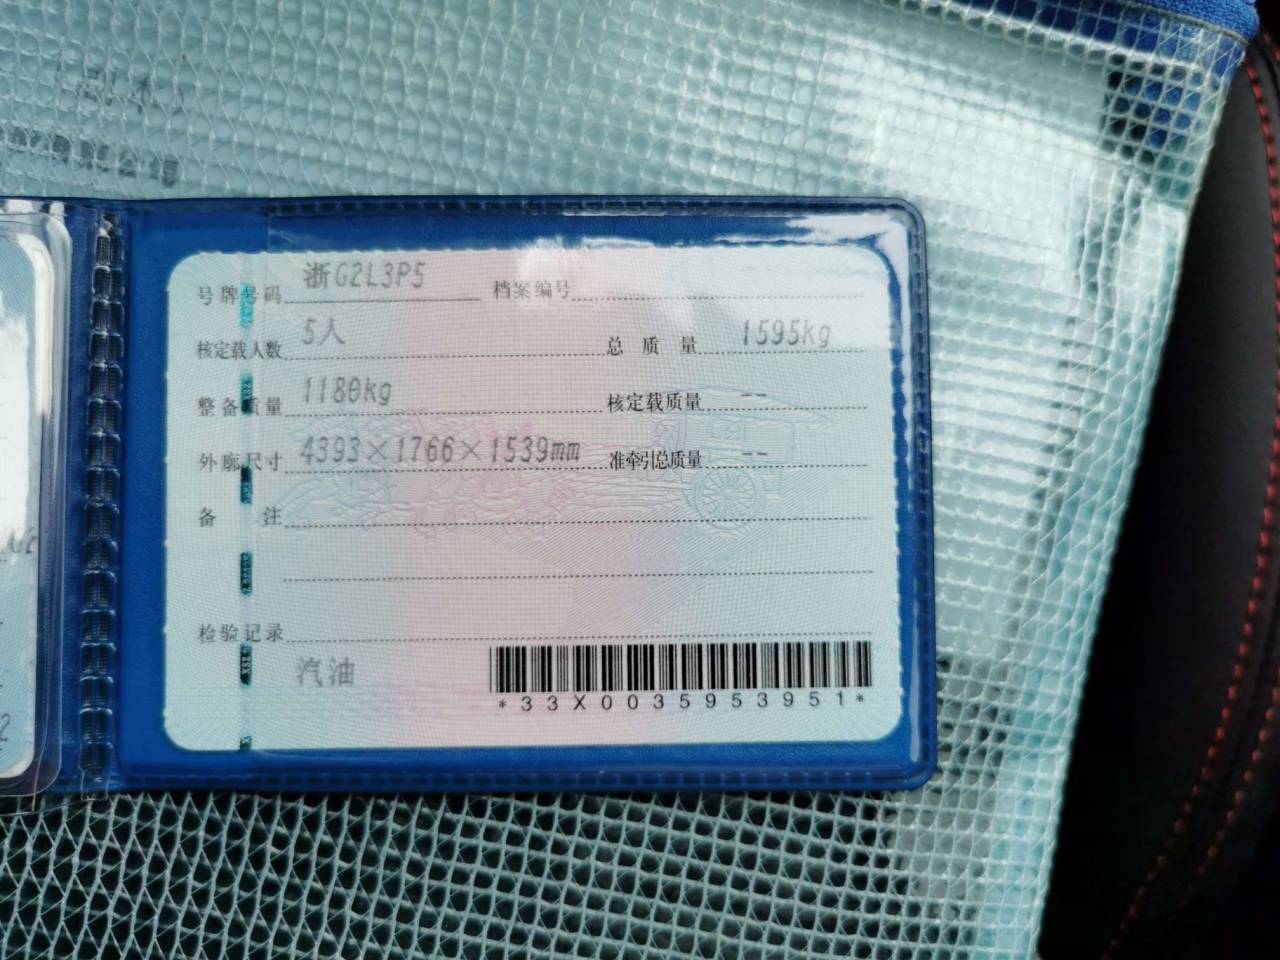 号牌号码 浙G2L3P5 档案编号
核定载人数 5人 总质量 1595kg
整备质量 1180kg 核定载质量 --
外廓尺寸 4393×1766×1539mm 准牵引总质量 --
备注
检验记录
汽油
*33X0035953951*